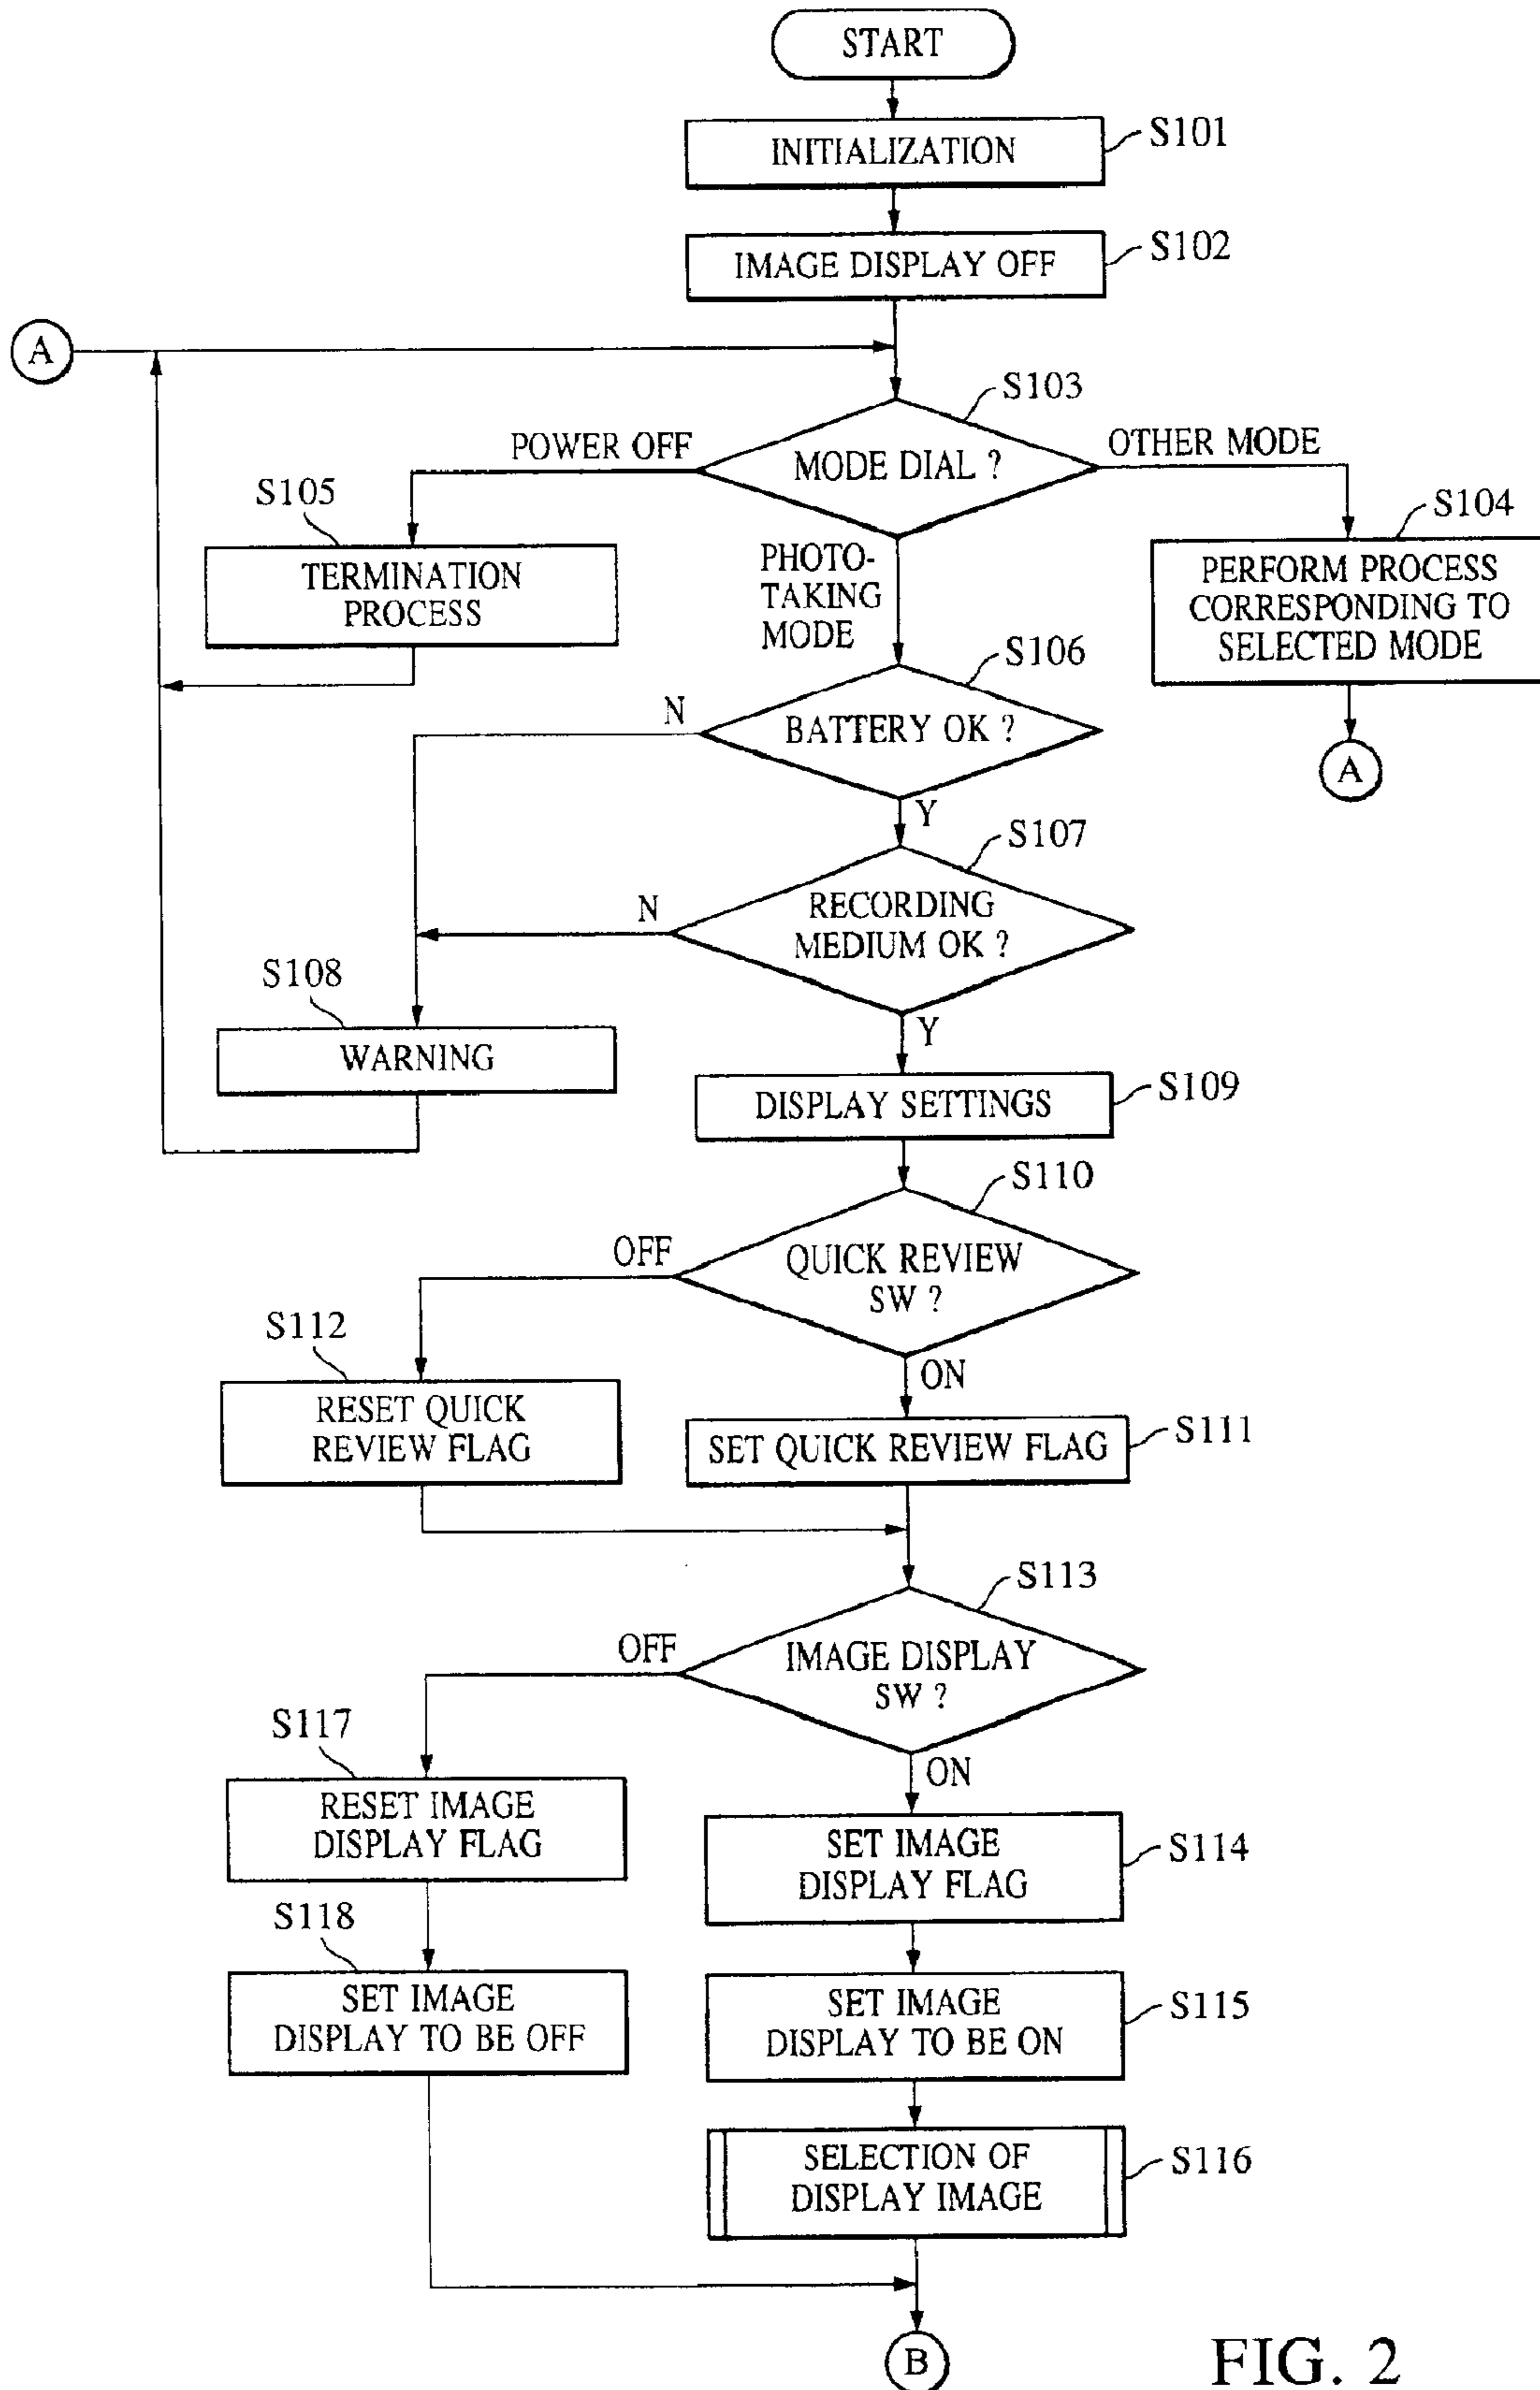 START
INITIALIZATION
S101
IMAGE DISPLAY OFF
S102
A
S103
MODE DIAL ?
POWER OFF
OTHER MODE
S105
TERMINATION
PROCESS
PHOTO-
TAKING
MODE
S104
PERFORM PROCESS
CORRESPONDING TO
SELECTED MODE
A
S106
BATTERY OK ?
N
Y
S107
RECORDING
MEDIUM OK ?
N
Y
S108
WARNING
DISPLAY SETTINGS
S109
S110
QUICK REVIEW
SW ?
OFF
ON
S112
RESET QUICK
REVIEW FLAG
SET QUICK REVIEW FLAG
S111
S113
IMAGE DISPLAY
SW ?
OFF
ON
S117
RESET IMAGE
DISPLAY FLAG
SET IMAGE
DISPLAY FLAG
S114
S118
SET IMAGE
DISPLAY TO BE OFF
SET IMAGE
DISPLAY TO BE ON
S115
SELECTION OF
DISPLAY IMAGE
S116
B
FIG. 2